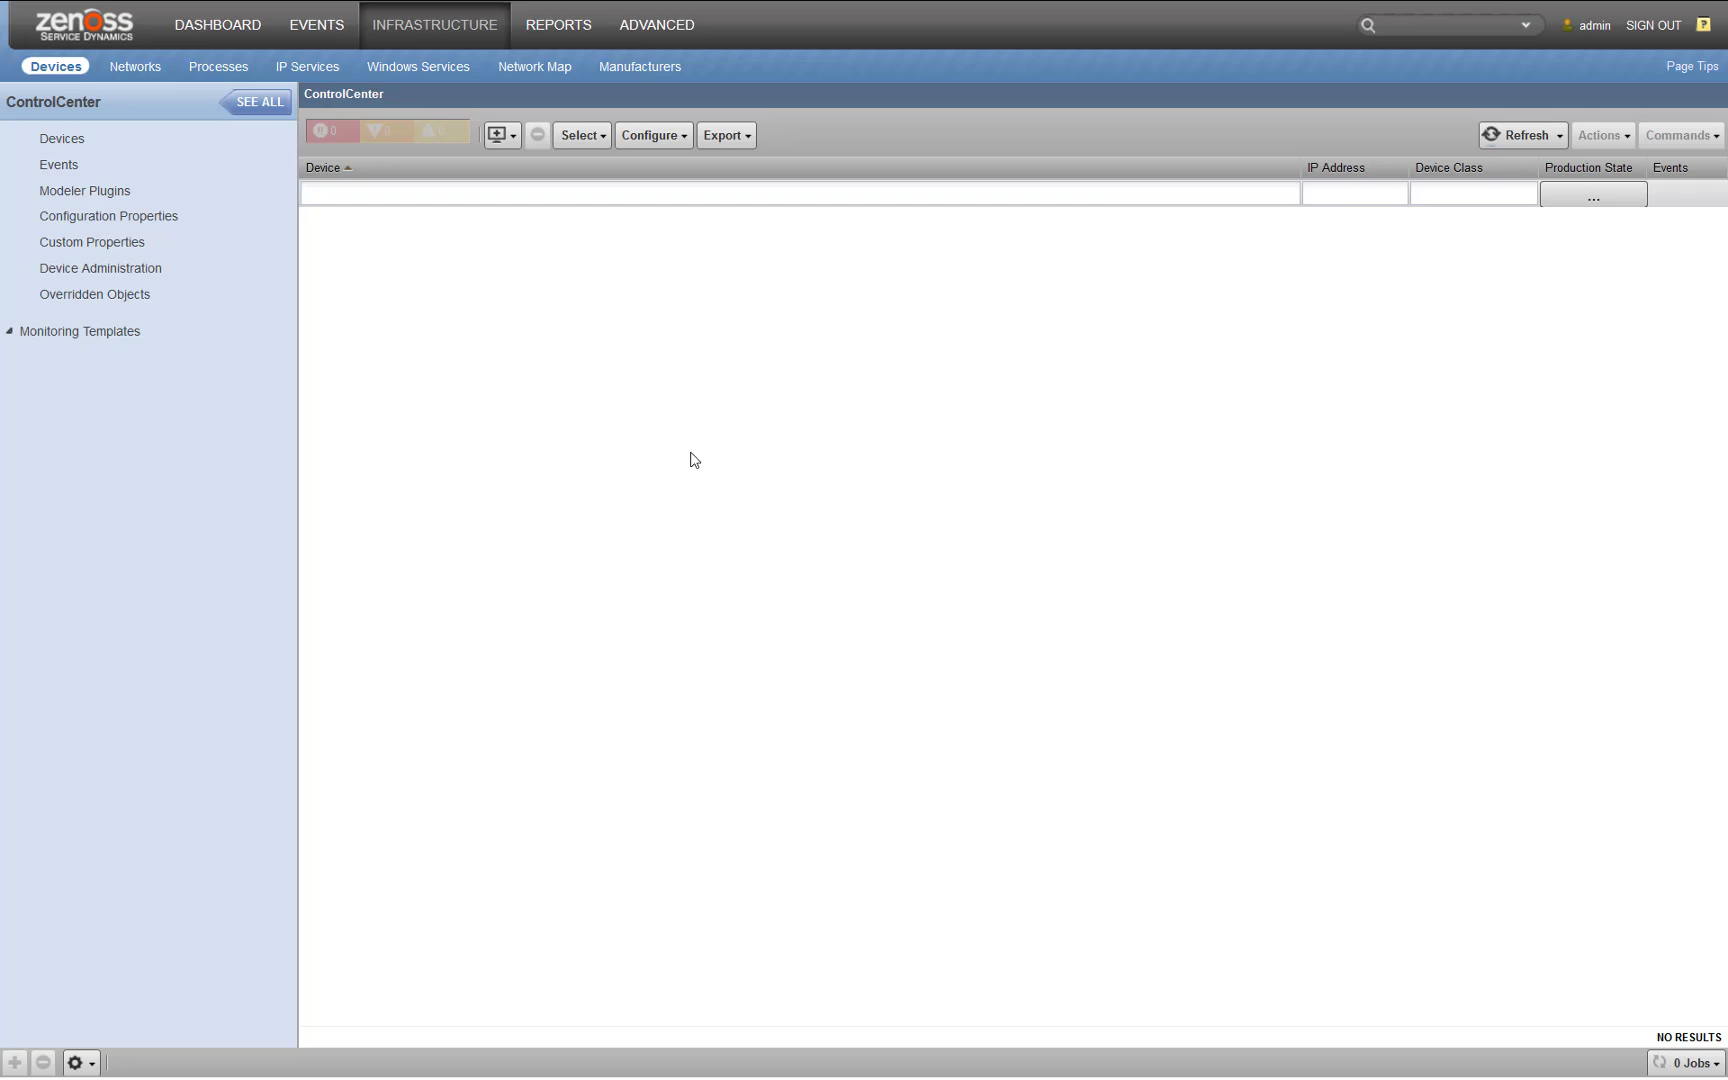 zenoss
SERVICE DYNAMICS
DASHBOARD EVENTS INFRASTRUCTURE REPORTS ADVANCED
admin SIGN OUT ?
Devices Networks Processes IP Services Windows Services Network Map Manufacturers Page Tips
ControlCenter SEE ALL
Devices
Events
Modeler Plugins
Configuration Properties
Custom Properties
Device Administration
Overridden Objects
Monitoring Templates
ControlCenter
0 0 0 Select Configure Export Refresh Actions Commands
Device IP Address Device Class Production State Events
...
NO RESULTS
0 Jobs